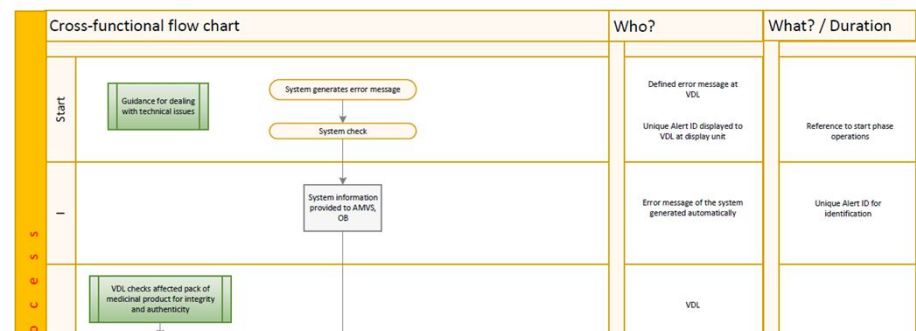 Cross-functional flow chart
Who?
What? / Duration
Start
Guidance for dealing
with technical issues
System generates error message
System check
Defined error message at
VDL
Unique Alert ID displayed to
VDL at display unit
Reference to start phase
operations
I
System information
provided to AMVS,
OB
Error message of the system
generated automatically
Unique Alert ID for
identification
VDL checks affected pack of
medicinal product for integrity
and authenticity
VDL
o c e s s